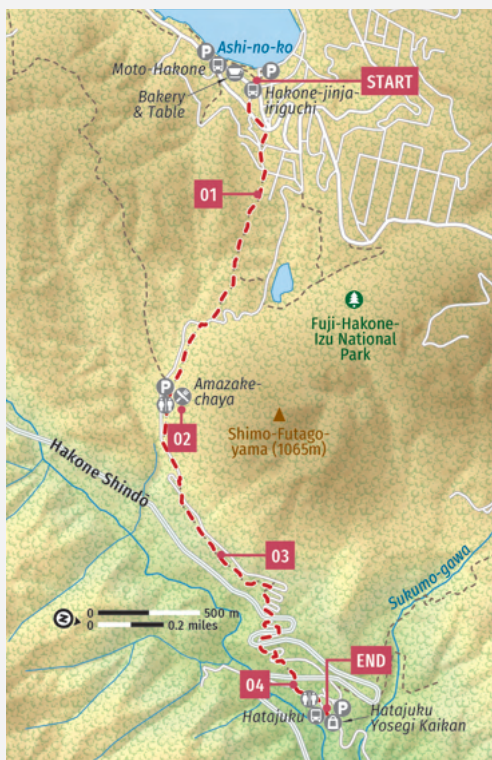 Ashi-no-ko
P
P
Moto-Hakone
START
Bakery
& Table
Hakone-jinja-
iriguchi
01
Fuji-Hakone-
Izu National
Park
P
Amazake-
chaya
02
Shimo-Futago-
yama (1065m)
Hakone Shindō
03
Sukumo-gawa
N
0
500 m
0
0.2 miles
END
04
P
Hatajuku
Hatajuku
Yosegi Kaikan